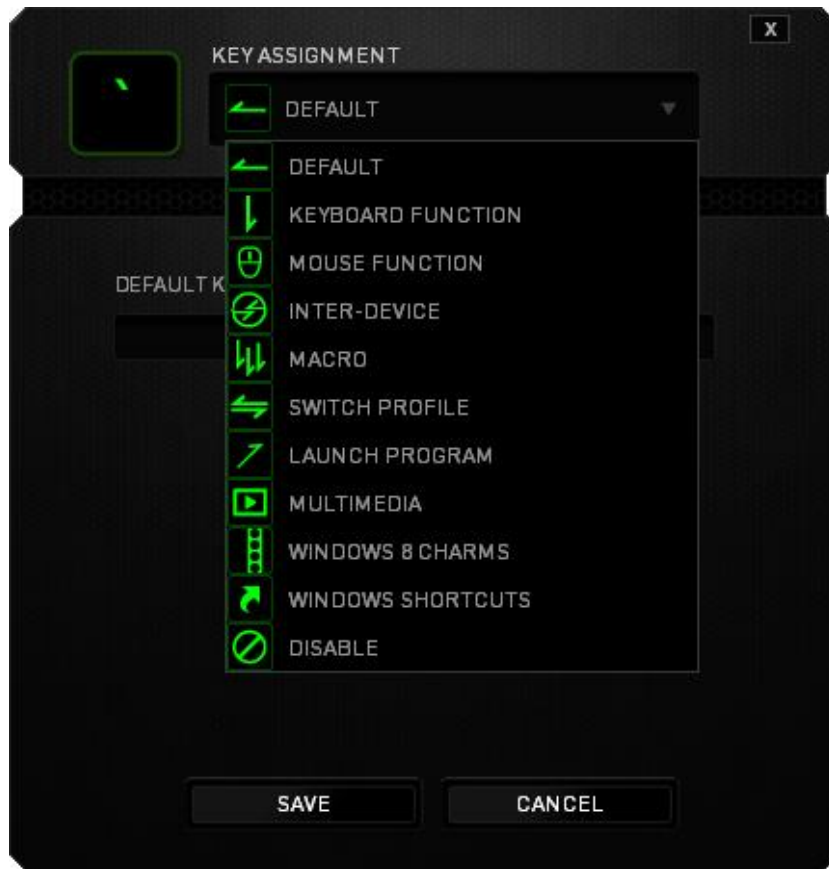 X
KEY ASSIGNMENT
`
DEFAULT
DEFAULT
KEYBOARD FUNCTION
MOUSE FUNCTION
DEFAULT K
INTER-DEVICE
MACRO
SWITCH PROFILE
LAUNCH PROGRAM
MULTIMEDIA
WINDOWS 8 CHARMS
WINDOWS SHORTCUTS
DISABLE
SAVE CANCEL